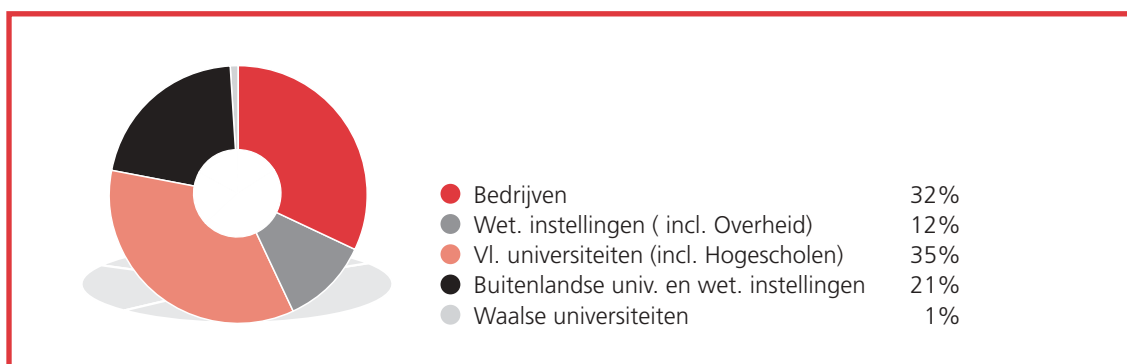 Bedrijven 32%
Wet. instellingen ( incl. Overheid) 12%
Vl. universiteiten (incl. Hogescholen) 35%
Buitenlandse univ. en wet. instellingen 21%
Waalse universiteiten 1%